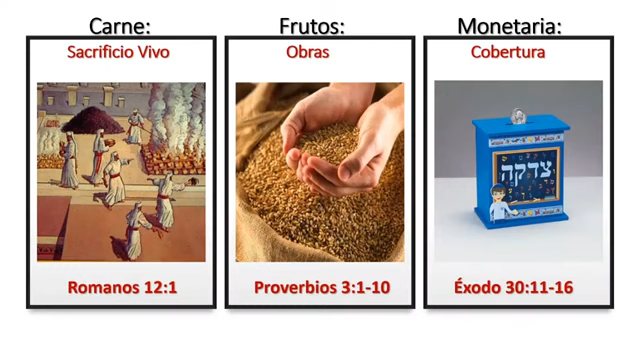 Carne:
Sacrificio Vivo
Romanos 12:1
Frutos:
Obras
Proverbios 3:1-10
Monetaria:
Cobertura
צדקה
Éxodo 30:11-16